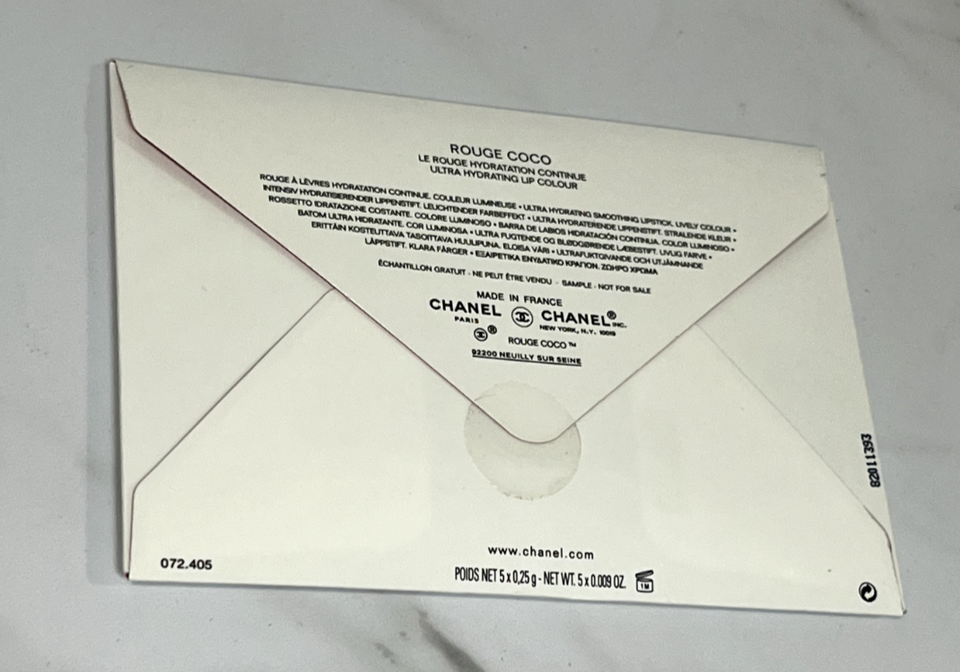 ROUGE COCO
LE ROUGE HYDRATATION CONTINUE
ULTRA HYDRATING LIP COLOUR
ROUGE À LÈVRES HYDRATATION CONTINUE. COULEUR LUMINEUSE • ULTRA HYDRATING SMOOTHING LIPSTICK. LIVELY COLOUR •
INTENSIV HYDRATISIERENDER LIPPENSTIFT. LEUCHTENDER FARBEFFEKT • ULTRA HYDRATERENDE LIPPENSTIFT. STRALENDE KLEUR •
ROSSETTO IDRATAZIONE COSTANTE. COLORE LUMINOSO • BARRA DE LABIOS HIDRATACIÓN CONTINUA. COLOR LUMINOSO •
BATOM ULTRA HIDRATANTE. COR LUMINOSA • ULTRA FUGTENDE OG BLØDGØRENDE LÆBESTIFT. LIVLIG FARVE •
ERITTÄIN KOSTEUTTAVA TASOITTAVA HUULIPUNA. ELOISA VÄRI • ULTRAFUKTGIVANDE OCH UTJÄMNANDE
LÄPPSTIFT. KLARA FÄRGER • ΕΞΑΙΡΕΤΙΚΑ ΕΝΥΔΑΤΙΚΟ ΚΡΑΓΙΟΝ. ΖΩΗΡΟ ΧΡΩΜΑ
ÉCHANTILLON GRATUIT - NE PEUT ÊTRE VENDU - SAMPLE - NOT FOR SALE
MADE IN FRANCE
CHANEL CHANEL® INC.
PARIS NEW YORK, N.Y. 10019
® ROUGE COCO™
92200 NEUILLY SUR SEINE
82011393
www.chanel.com
072.405
POIDS NET 5 x 0,25 g - NET WT. 5 x 0.009 OZ. 1M